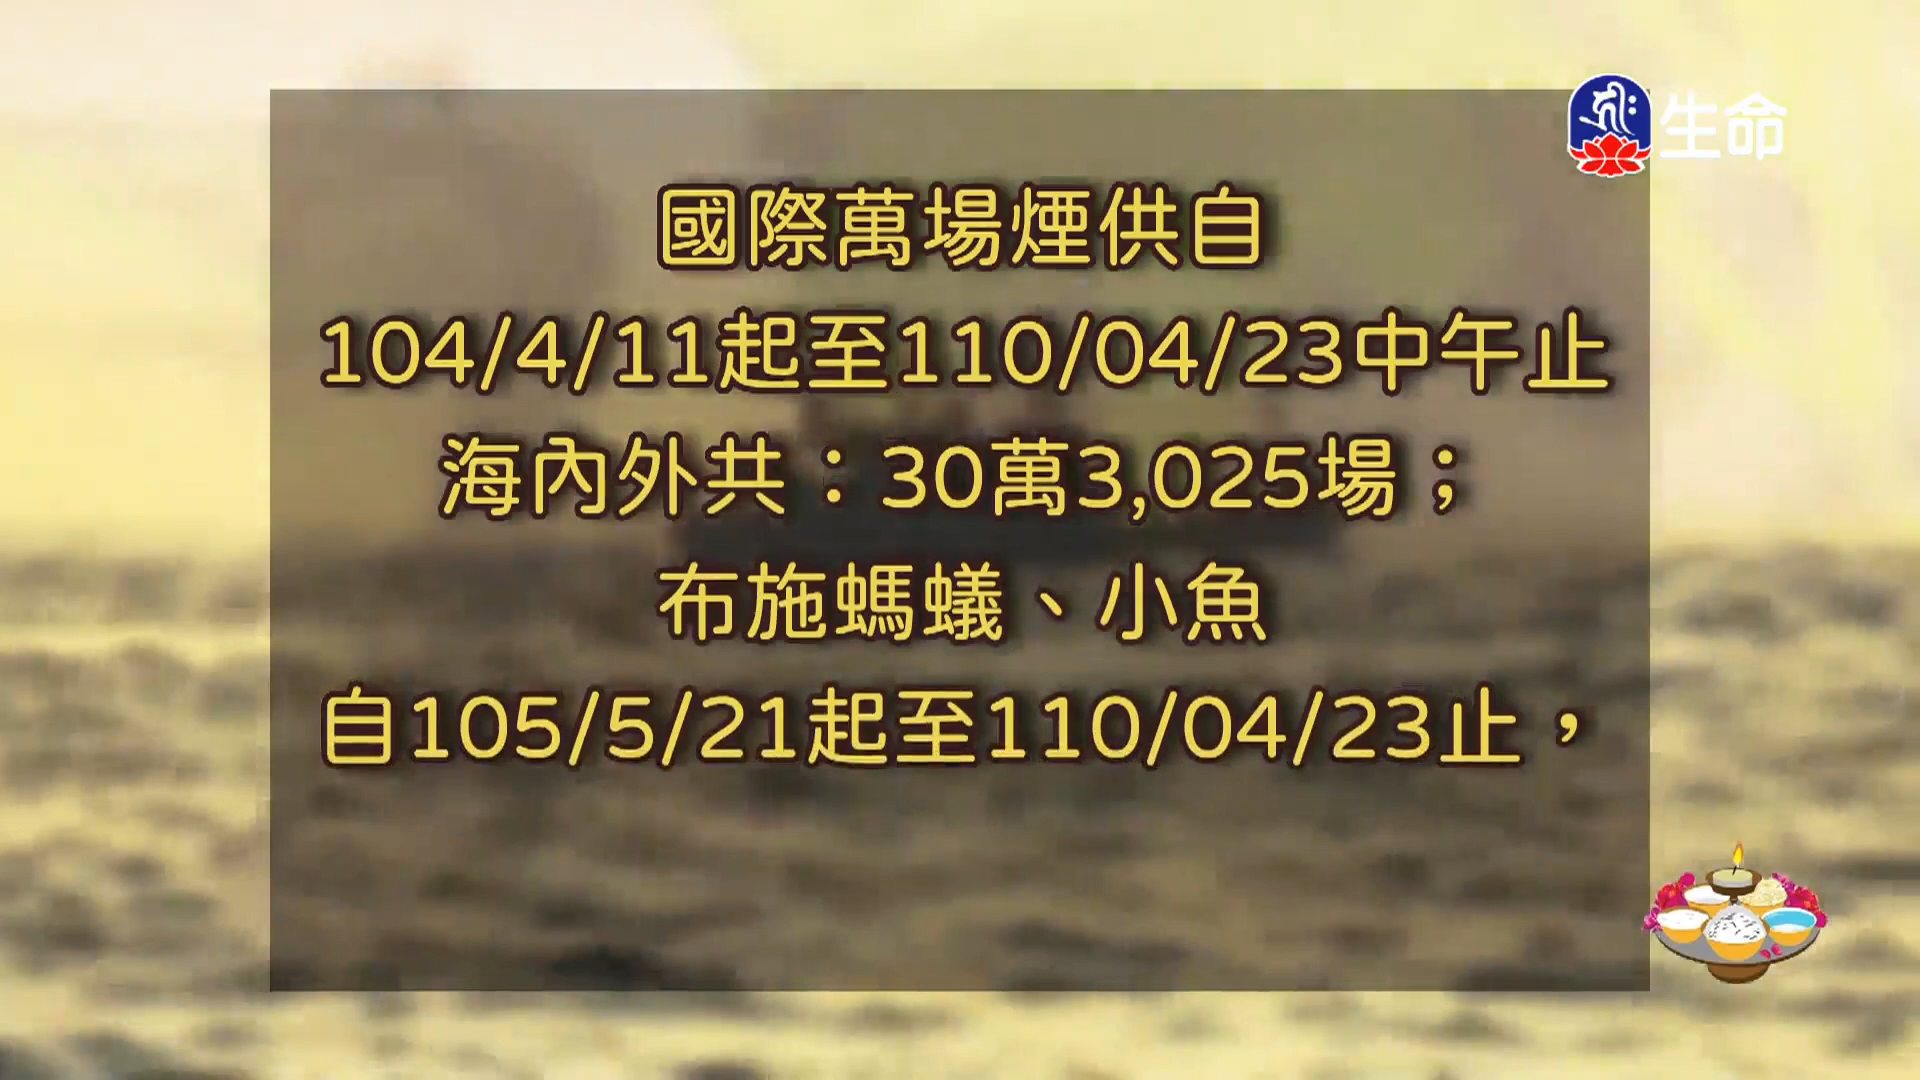 生命
國際萬場煙供自
104/4/11起至110/04/23中午止
海內外共：30萬3,025場；
布施螞蟻、小魚
自105/5/21起至110/04/23止，